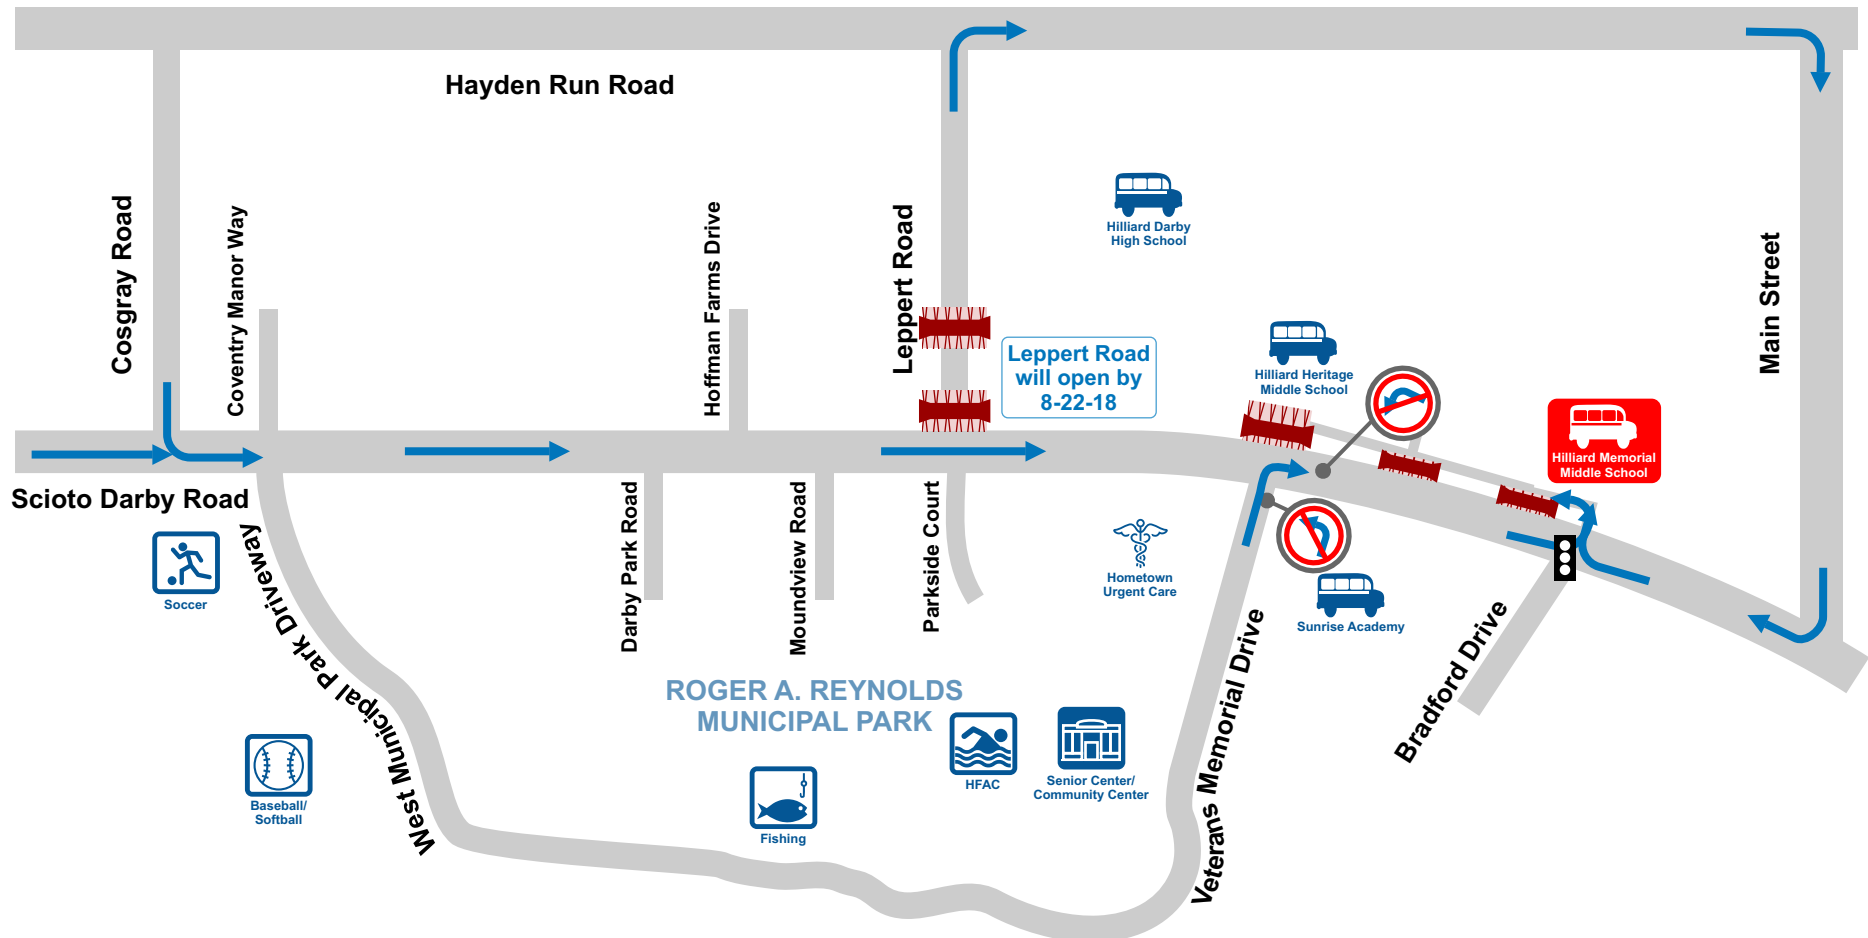 Hayden Run Road
Cosgray Road
Coventry Manor Way
Hoffman Farms Drive
Leppert Road
Hilliard Darby
High School
Main Street
Leppert Road
will open by
8-22-18
Hilliard Heritage
Middle School
Hilliard Memorial
Middle School
Scioto Darby Road
Soccer
West Municipal Park Driveway
Darby Park Road
Moundview Road
Parkside Court
Hometown
Urgent Care
Sunrise Academy
Veterans Memorial Drive
Bradford Drive
ROGER A. REYNOLDS
MUNICIPAL PARK
Baseball/
Softball
Fishing
HFAC
Senior Center/
Community Center